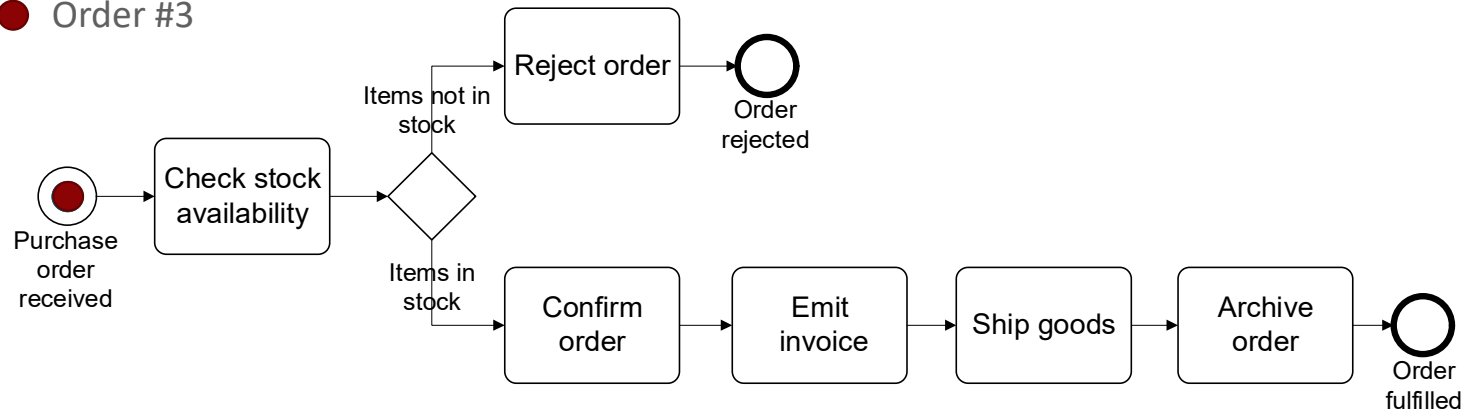 Order #3
Reject order
Order
rejected
Items not in
stock
Check stock
availability
Purchase
order
received
Items in
stock
Confirm
order
Emit
invoice
Ship goods
Archive
order
Order
fulfilled